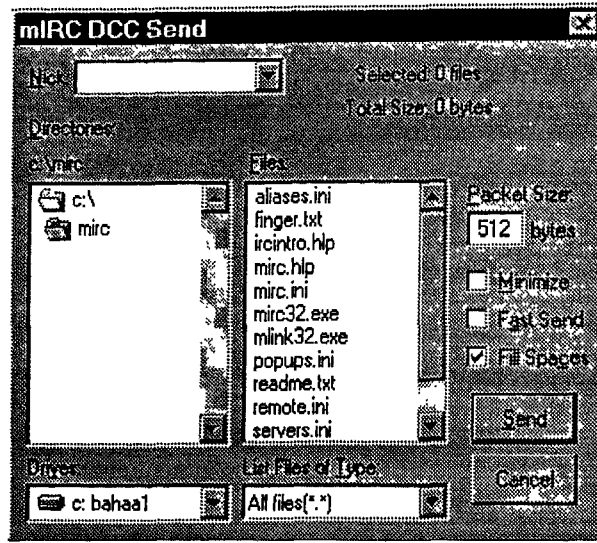 mIRC DCC Send
Nick:
Selected: 0 files
Total Size: 0 bytes
Directories:
c:\mirc
Files:
c:\
mirc
aliases.ini
finger.txt
ircintro.hlp
mirc.hlp
mirc.ini
mirc32.exe
mlink32.exe
popups.ini
readme.txt
remote.ini
servers.ini
Packet Size:
512 bytes
Minimize
Fast Send
Fill Spaces
Send
Cancel
Drives:
c: bahaa1
List Files of Type:
All files(*.*)